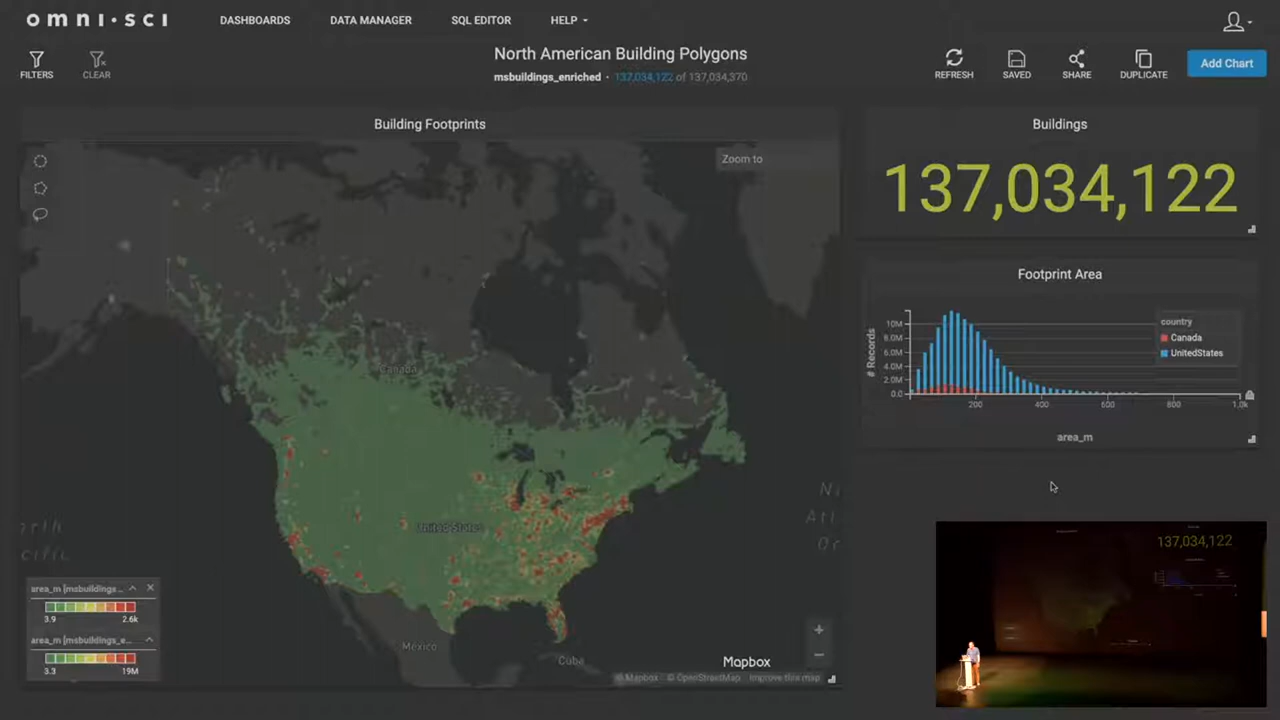 omni·sci
DASHBOARDS
DATA MANAGER
SQL EDITOR
HELP
FILTERS
CLEAR
North American Building Polygons
msbuildings_enriched · 137,034,122 of 137,034,370
REFRESH
SAVED
SHARE
DUPLICATE
Add Chart
Building Footprints
Zoom to
Canada
United States
Mexico
Cuba
area_m [msbuildings...
3.9
2.6k
area_m [msbuildings_e...
3.3
19M
Mapbox
© Mapbox © OpenStreetMap Improve this map
Buildings
137,034,122
Footprint Area
# Records
10M
8.0M
6.0M
4.0M
2.0M
0.0
200
400
600
800
1.0k
area_m
country
Canada
UnitedStates
137,034,122